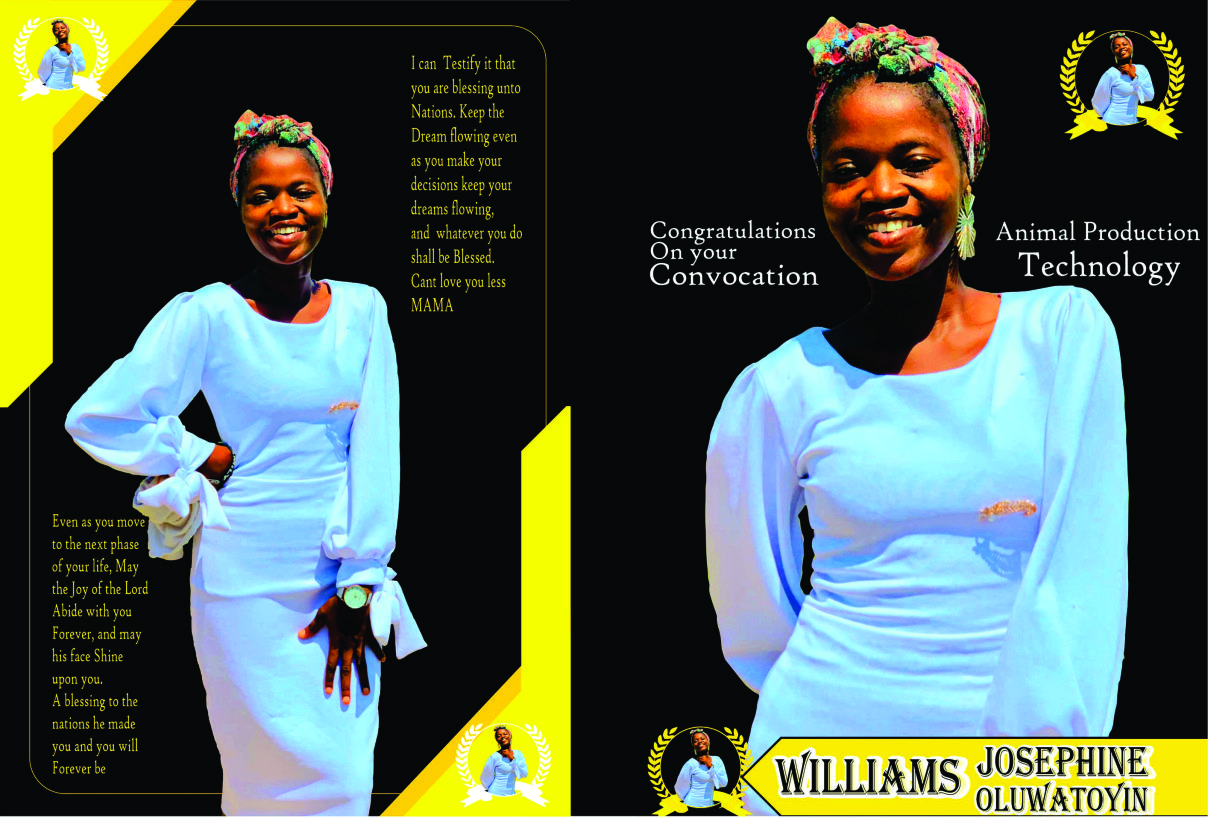 I can Testify it that
you are blessing unto
Nations. Keep the
Dream flowing even
as you make your
decisions keep your
dreams flowing,
and whatever you do
shall be Blessed.
Cant love you less
MAMA
Even as you move
to the next phase
of your life, May
the Joy of the Lord
Abide with you
Forever, and may
his face Shine
upon you.
A blessing to the
nations he made
you and you will
Forever be
Congratulations
On your
Convocation
Animal Production
Technology
WILLIAMS
JOSEPHINE
OLUWATOYIN